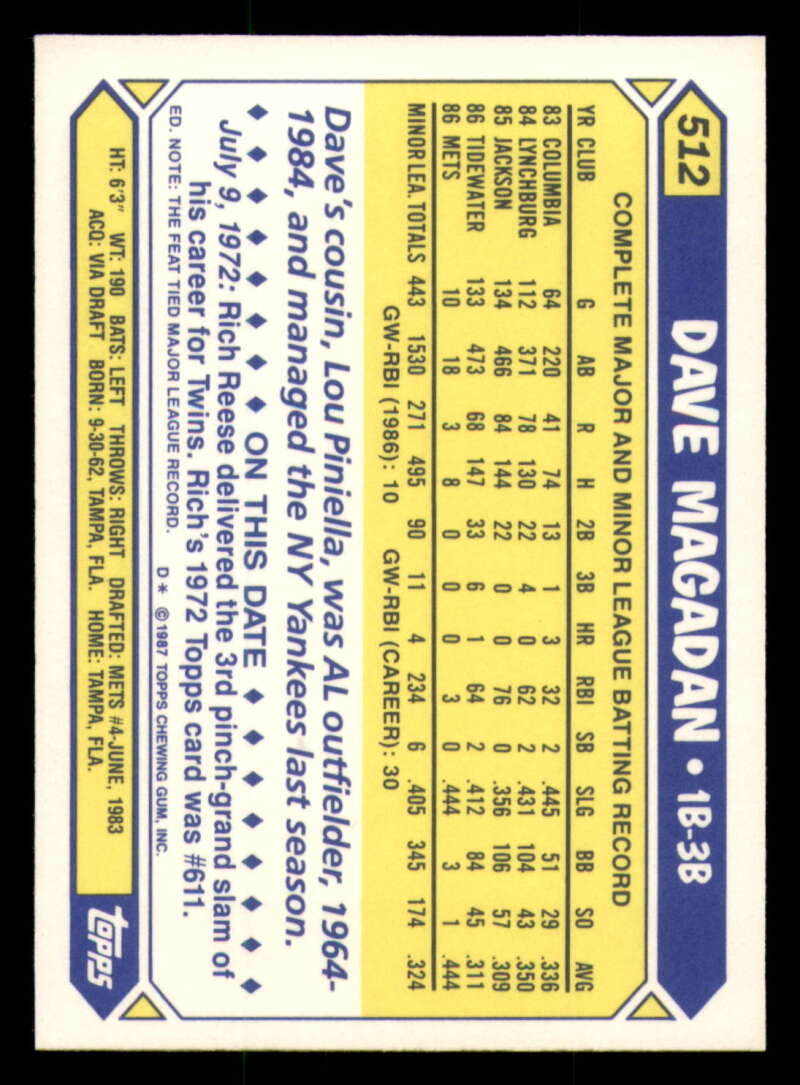 512 DAVE MAGADAN • 1B-3B
COMPLETE MAJOR AND MINOR LEAGUE BATTING RECORD
YR CLUB G AB R H 2B 3B HR RBI SB SLG BB SO AVG
83 COLUMBIA 64 220 41 74 13 1 3 32 2 .445 51 29 .336
84 LYNCHBURG 112 371 78 130 22 4 0 62 2 .431 104 43 .350
85 JACKSON 134 466 84 144 22 0 0 76 0 .356 106 57 .309
86 TIDEWATER 133 473 68 147 33 6 1 64 2 .412 84 45 .311
86 METS 10 18 3 8 0 0 0 3 0 .444 3 1 .444
MINOR LEA. TOTALS 443 1530 271 495 90 11 4 234 6 .405 345 174 .324
GW-RBI (1986): 10 GW-RBI (CAREER): 30
Dave's cousin, Lou Piniella, was AL outfielder, 1964-
1984, and managed the NY Yankees last season.
◆ ◆ ◆ ◆ ◆ ◆ ◆ ◆ ON THIS DATE ◆ ◆ ◆ ◆ ◆ ◆ ◆ ◆
July 9, 1972: Rich Reese delivered the 3rd pinch-grand slam of
his career for Twins. Rich's 1972 Topps card was #611.
ED. NOTE: THE FEAT TIED MAJOR LEAGUE RECORD. D* ©1987 TOPPS CHEWING GUM, INC.
HT: 6'3" WT: 190 BATS: LEFT THROWS: RIGHT DRAFTED: METS #4-JUNE, 1983
ACQ: VIA DRAFT BORN: 9-30-62, TAMPA, FLA. HOME: TAMPA, FLA.
topps